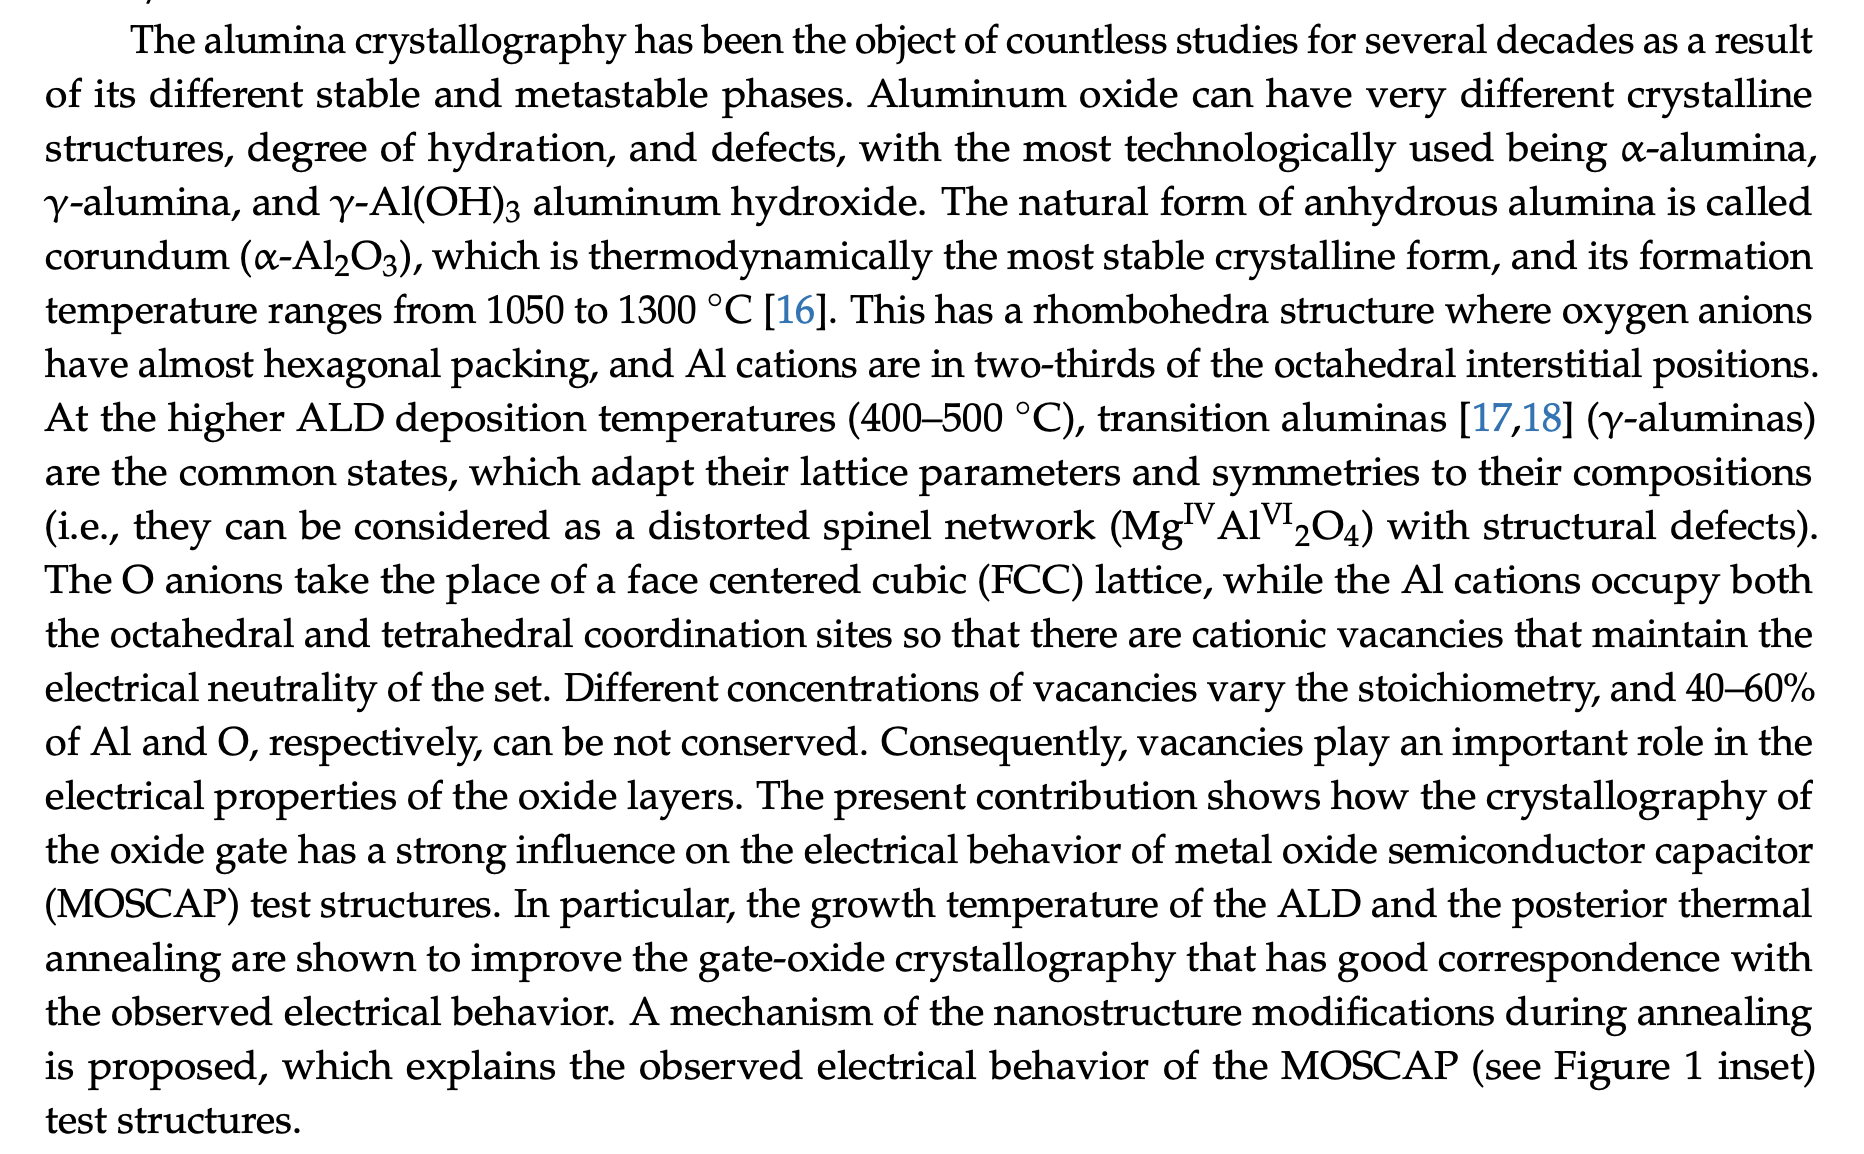 The alumina crystallography has been the object of countless studies for several decades as a result
of its different stable and metastable phases. Aluminum oxide can have very different crystalline
structures, degree of hydration, and defects, with the most technologically used being α-alumina,
γ-alumina, and γ-Al(OH)₃ aluminum hydroxide. The natural form of anhydrous alumina is called
corundum (α-Al₂O₃), which is thermodynamically the most stable crystalline form, and its formation
temperature ranges from 1050 to 1300 °C [16]. This has a rhombohedra structure where oxygen anions
have almost hexagonal packing, and Al cations are in two-thirds of the octahedral interstitial positions.
At the higher ALD deposition temperatures (400–500 °C), transition aluminas [17,18] (γ-aluminas)
are the common states, which adapt their lattice parameters and symmetries to their compositions
(i.e., they can be considered as a distorted spinel network (Mg^IV Al^VI ₂O₄) with structural defects).
The O anions take the place of a face centered cubic (FCC) lattice, while the Al cations occupy both
the octahedral and tetrahedral coordination sites so that there are cationic vacancies that maintain the
electrical neutrality of the set. Different concentrations of vacancies vary the stoichiometry, and 40–60%
of Al and O, respectively, can be not conserved. Consequently, vacancies play an important role in the
electrical properties of the oxide layers. The present contribution shows how the crystallography of
the oxide gate has a strong influence on the electrical behavior of metal oxide semiconductor capacitor
(MOSCAP) test structures. In particular, the growth temperature of the ALD and the posterior thermal
annealing are shown to improve the gate-oxide crystallography that has good correspondence with
the observed electrical behavior. A mechanism of the nanostructure modifications during annealing
is proposed, which explains the observed electrical behavior of the MOSCAP (see Figure 1 inset)
test structures.